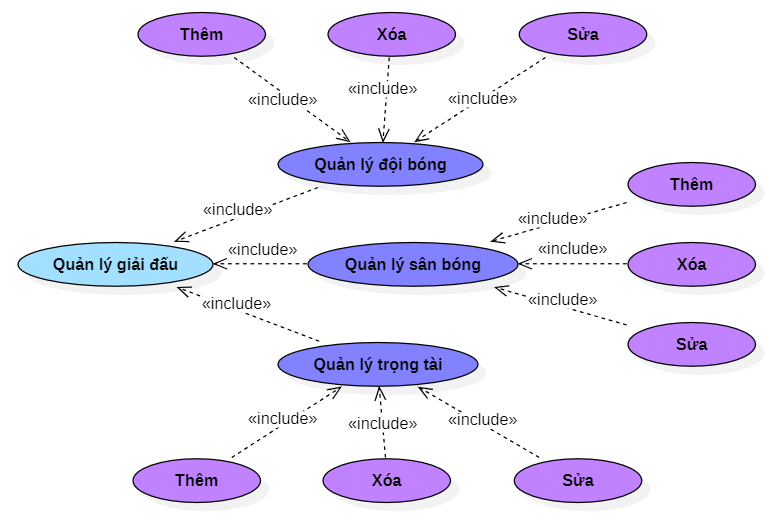 Thêm
Xóa
Sửa
«include»
«include»
«include»
Quản lý đội bóng
Thêm
«include»
«include»
Quản lý giải đấu
«include»
Quản lý sân bóng
«include»
Xóa
«include»
«include»
Sửa
Quản lý trọng tài
«include»
«include»
«include»
Thêm
Xóa
Sửa